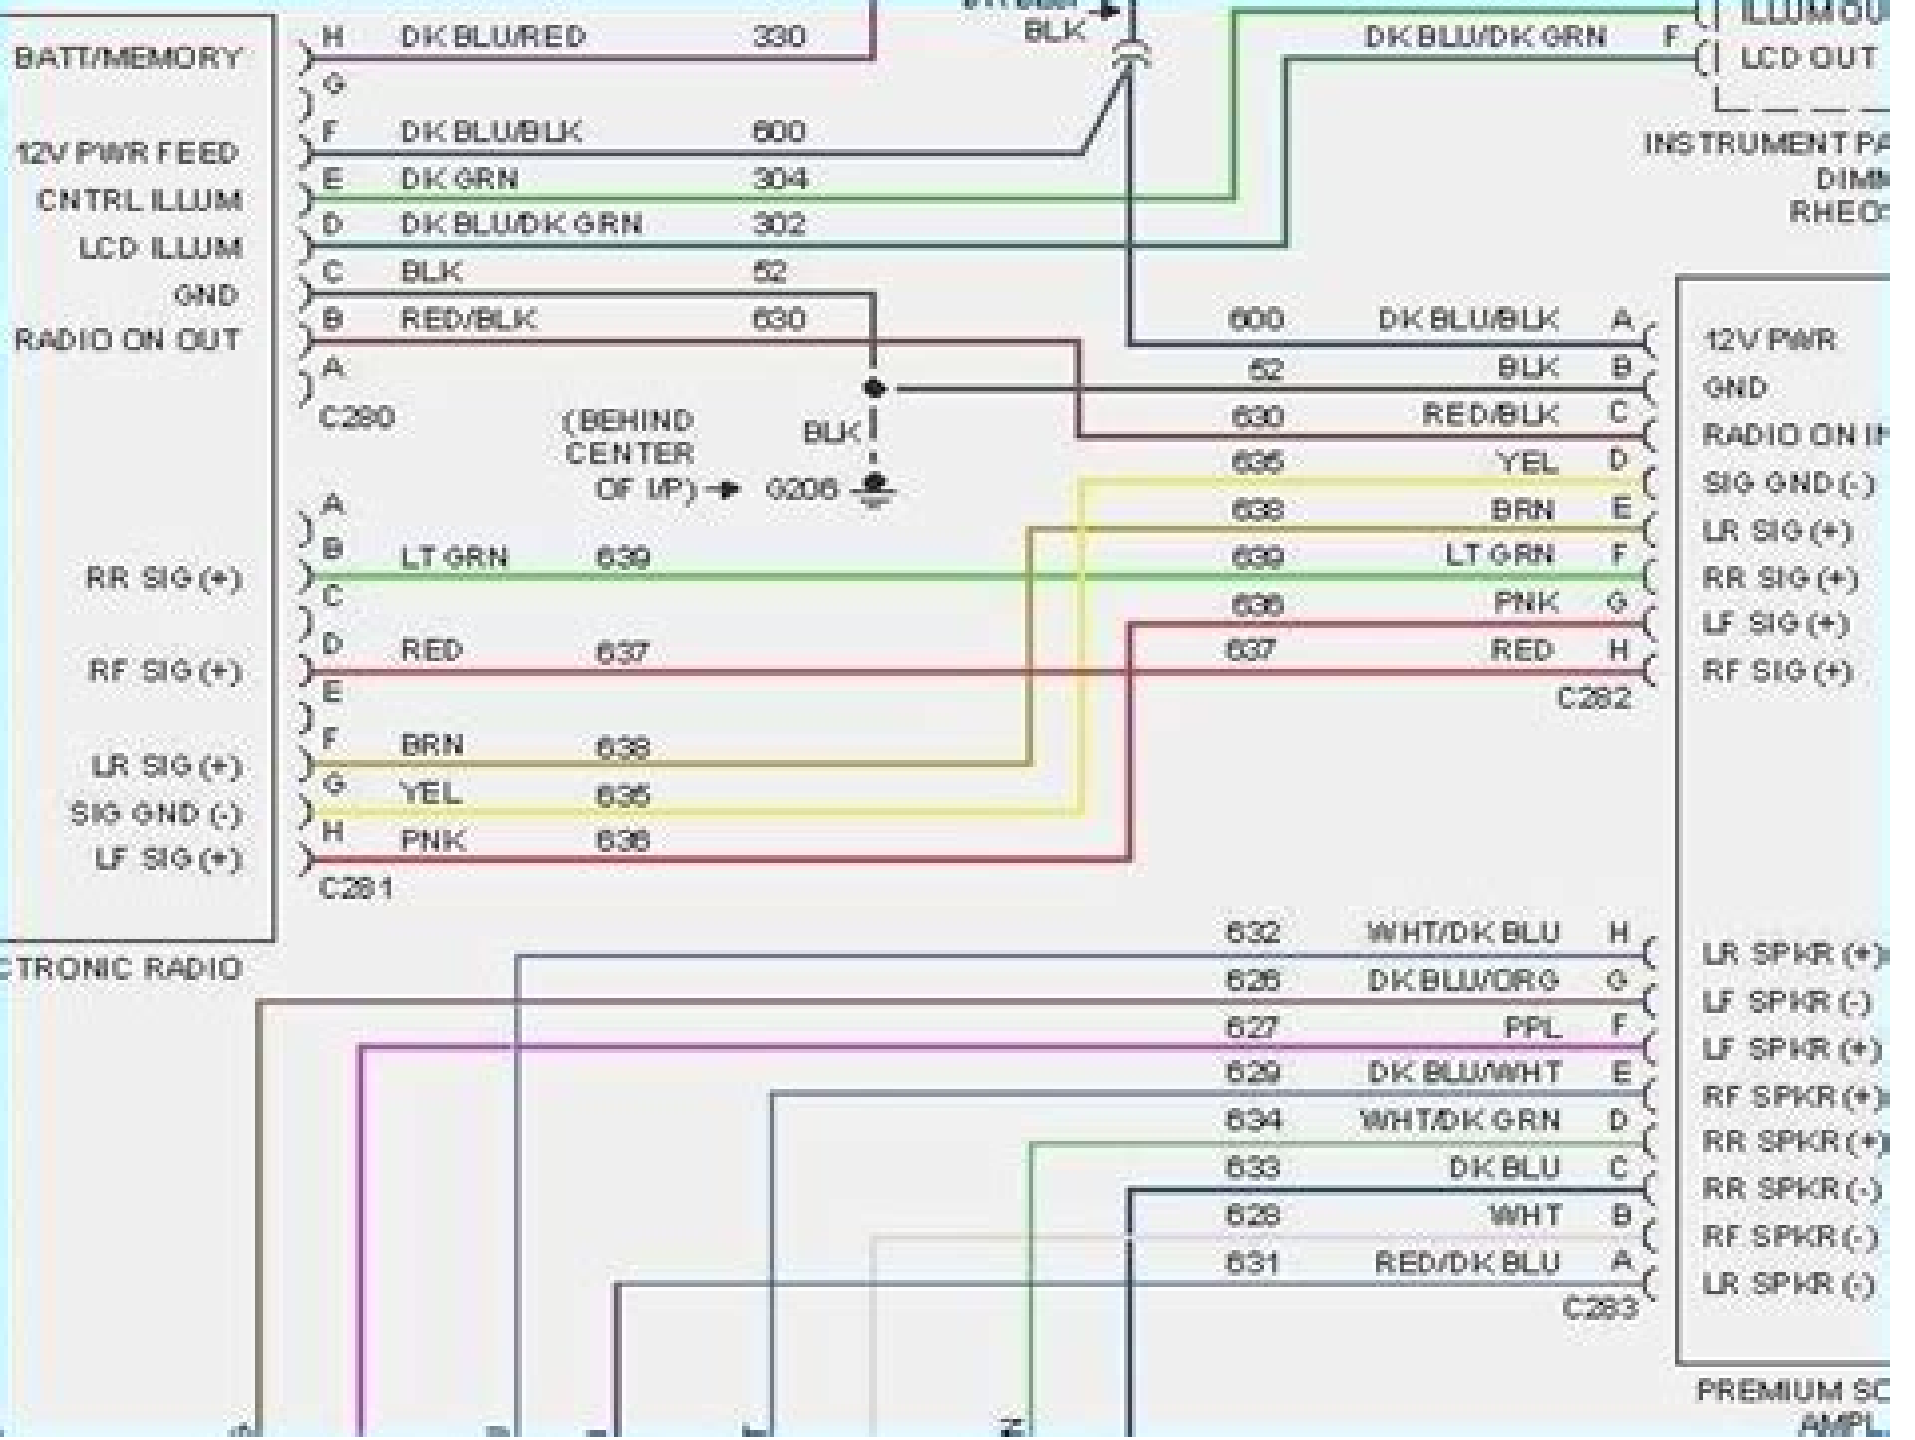 BATT/MEMORY
H DK BLU/RED 330
G
12V PWR FEED
F DK BLU/BLK 600
CNTRL ILLUM
E DK GRN 304
LCD ILLUM
D DK BLU/DK GRN 302
GND
C BLK 52
RADIO ON OUT
B RED/BLK 630
A
C280
BLK
DK BLU/DK GRN F
LCD OUT
INSTRUMENT PA
DIMM
RHEOS
(BEHIND
CENTER
OF I/P)
G206
BLK
600 DK BLU/BLK A
12V PWR
52 BLK B
GND
630 RED/BLK C
RADIO ON IN
635 YEL D
SIG GND (-)
638 BRN E
LR SIG (+)
639 LT GRN F
RR SIG (+)
636 PNK G
LF SIG (+)
637 RED H
RF SIG (+)
C282
A
RR SIG (+)
B LT GRN 639
C
RF SIG (+)
D RED 637
E
LR SIG (+)
F BRN 638
SIG GND (-)
G YEL 635
LF SIG (+)
H PNK 636
C281
CTRONIC RADIO
632 WHT/DK BLU H
LR SPKR (+)
626 DK BLU/ORG G
LF SPKR (-)
627 PPL F
LF SPKR (+)
629 DK BLU/WHT E
RF SPKR (+)
634 WHT/DK GRN D
RR SPKR (+)
633 DK BLU C
RR SPKR (-)
628 WHT B
RF SPKR (-)
631 RED/DK BLU A
LR SPKR (-)
C283
PREMIUM SO
AMPL